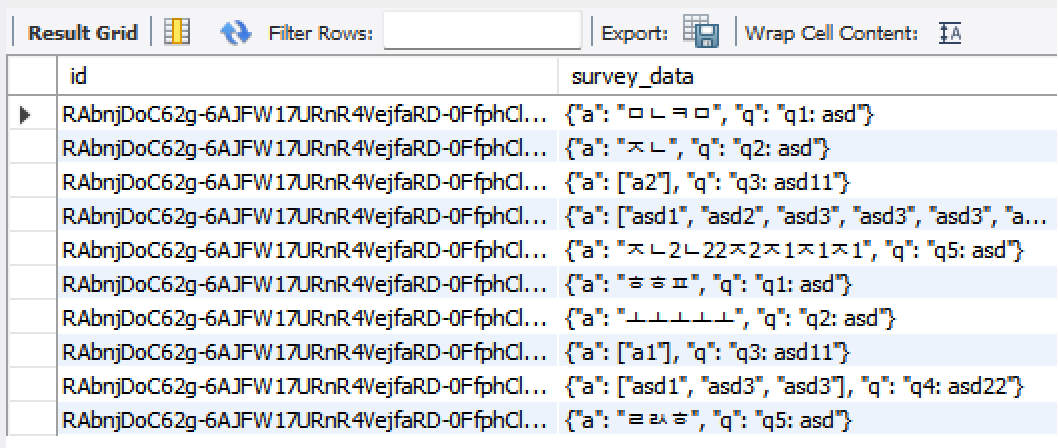 Result Grid Filter Rows: Export: Wrap Cell Content: IA
id survey_data
RAbnjDoC62g-6AJFW17URnR4VejfaRD-0FfphCl... {"a": "ㅁㄴㅋㅁ", "q": "q1: asd"}
RAbnjDoC62g-6AJFW17URnR4VejfaRD-0FfphCl... {"a": "ㅈㄴ", "q": "q2: asd"}
RAbnjDoC62g-6AJFW17URnR4VejfaRD-0FfphCl... {"a": ["a2"], "q": "q3: asd11"}
RAbnjDoC62g-6AJFW17URnR4VejfaRD-0FfphCl... {"a": ["asd1", "asd2", "asd3", "asd3", "asd3", "a...
RAbnjDoC62g-6AJFW17URnR4VejfaRD-0FfphCl... {"a": "ㅈㄴ2ㄴ22ㅈ2ㅈ1ㅈ1ㅈ1", "q": "q5: asd"}
RAbnjDoC62g-6AJFW17URnR4VejfaRD-0FfphCl... {"a": "ㅎㅎㅍ", "q": "q1: asd"}
RAbnjDoC62g-6AJFW17URnR4VejfaRD-0FfphCl... {"a": "ㅗㅗㅗㅗㅗ", "q": "q2: asd"}
RAbnjDoC62g-6AJFW17URnR4VejfaRD-0FfphCl... {"a": ["a1"], "q": "q3: asd11"}
RAbnjDoC62g-6AJFW17URnR4VejfaRD-0FfphCl... {"a": ["asd1", "asd3", "asd3"], "q": "q4: asd22"}
RAbnjDoC62g-6AJFW17URnR4VejfaRD-0FfphCl... {"a": "ㄹㄽㅎ", "q": "q5: asd"}